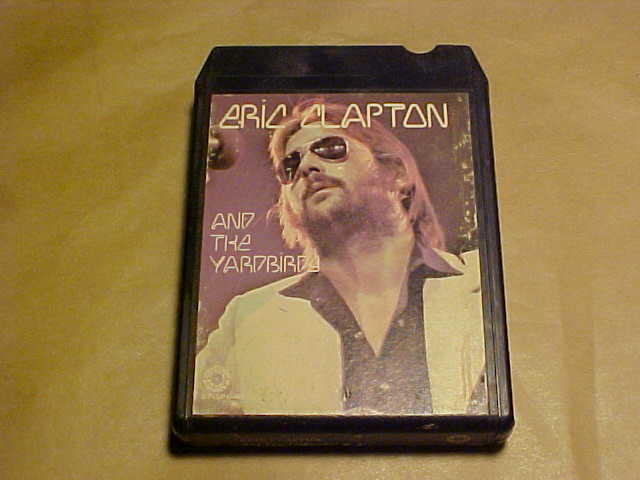 ERIC CLAPTON
AND
THE
YARDBIRDS